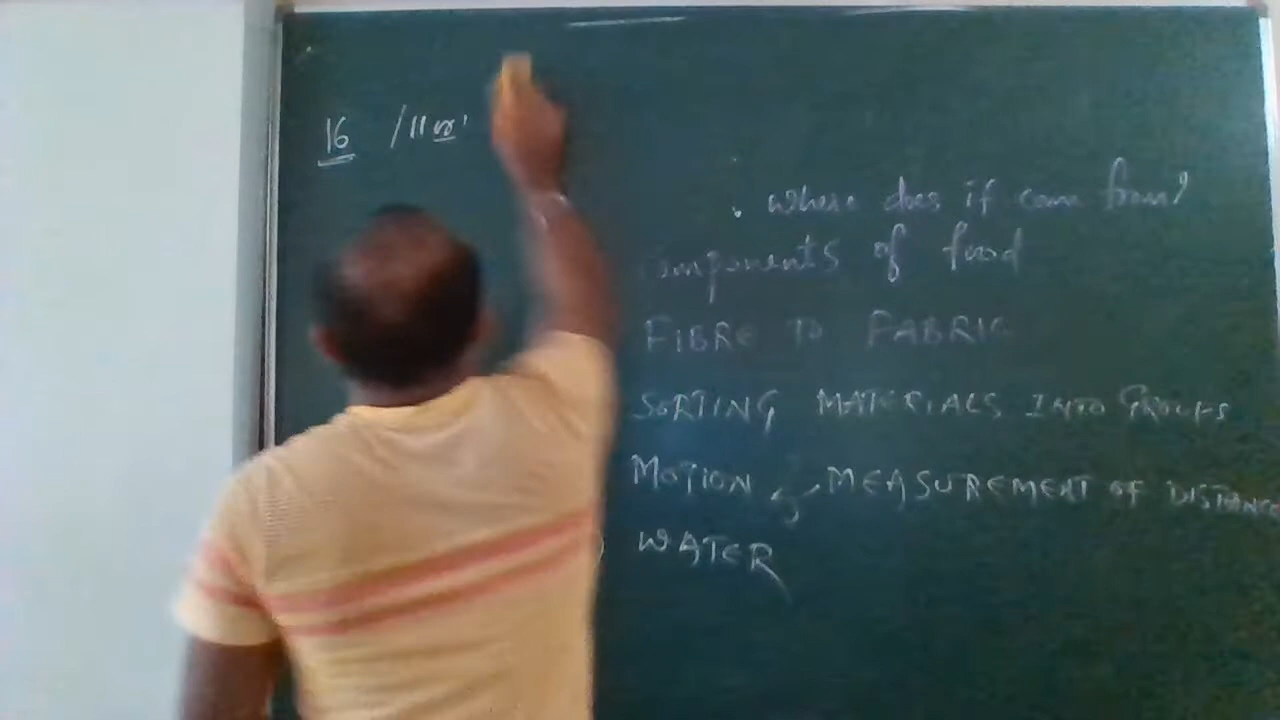 16 /11
: where does if come from?
omponents of food
FIBRE TO FABRIC
SORTING MATERIALS INTO GROUPS
MOTION & MEASUREMENT OF DISTANCE
WATER